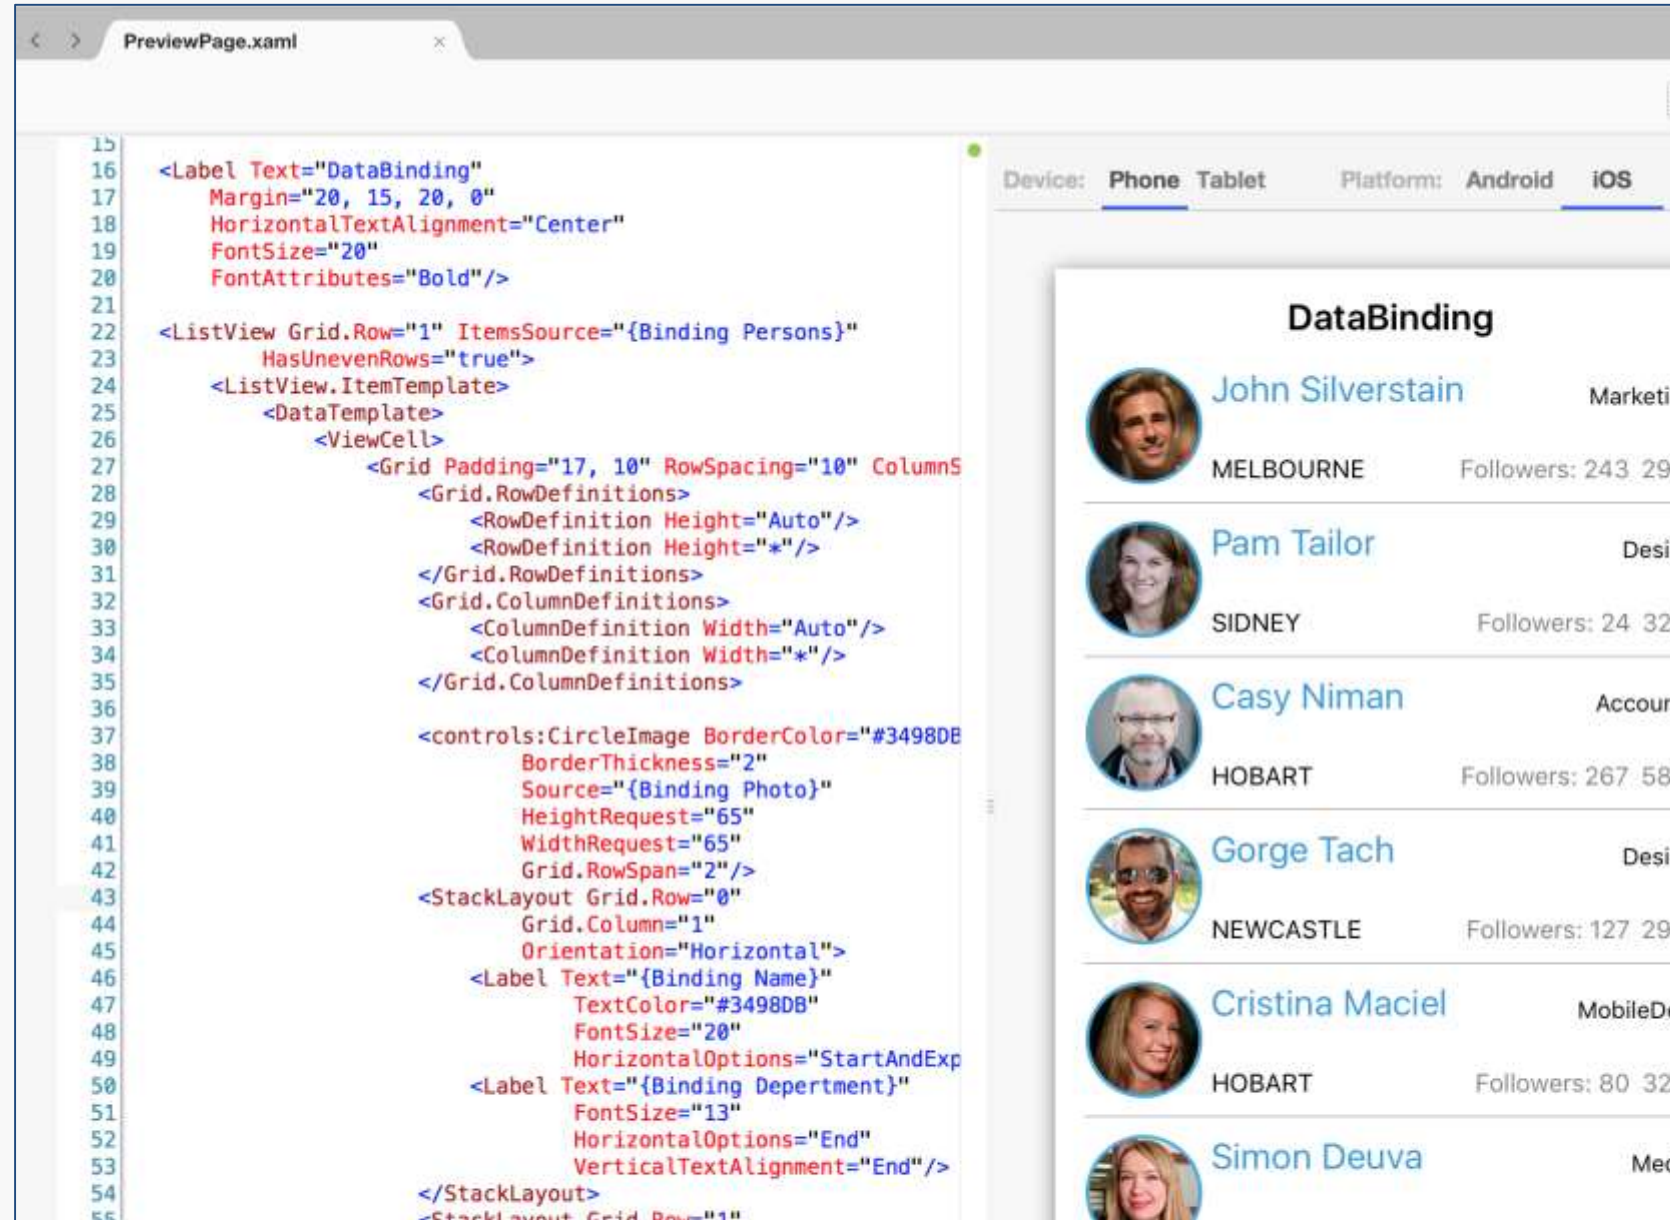 PreviewPage.xaml
15
16 <Label Text="DataBinding"
17 Margin="20, 15, 20, 0"
18 HorizontalTextAlignment="Center"
19 FontSize="20"
20 FontAttributes="Bold"/>
21
22 <ListView Grid.Row="1" ItemsSource="{Binding Persons}"
23 HasUnevenRows="true">
24 <ListView.ItemTemplate>
25 <DataTemplate>
26 <ViewCell>
27 <Grid Padding="17, 10" RowSpacing="10" ColumnS
28 <Grid.RowDefinitions>
29 <RowDefinition Height="Auto"/>
30 <RowDefinition Height="*"/>
31 </Grid.RowDefinitions>
32 <Grid.ColumnDefinitions>
33 <ColumnDefinition Width="Auto"/>
34 <ColumnDefinition Width="*"/>
35 </Grid.ColumnDefinitions>
36
37 <controls:CircleImage BorderColor="#3498DB
38 BorderThickness="2"
39 Source="{Binding Photo}"
40 HeightRequest="65"
41 WidthRequest="65"
42 Grid.RowSpan="2"/>
43 <StackLayout Grid.Row="0"
44 Grid.Column="1"
45 Orientation="Horizontal">
46 <Label Text="{Binding Name}"
47 TextColor="#3498DB"
48 FontSize="20"
49 HorizontalOptions="StartAndExp
50 <Label Text="{Binding Depertment}"
51 FontSize="13"
52 HorizontalOptions="End"
53 VerticalTextAlignment="End"/>
54 </StackLayout>
55 <StackLayout Grid.Row="1"
Device: Phone Tablet Platform: Android iOS
DataBinding
John Silverstain Marketi
MELBOURNE Followers: 243 29
Pam Tailor Desi
SIDNEY Followers: 24 32
Casy Niman Accour
HOBART Followers: 267 58
Gorge Tach Desi
NEWCASTLE Followers: 127 29
Cristina Maciel MobileDe
HOBART Followers: 80 32
Simon Deuva Med